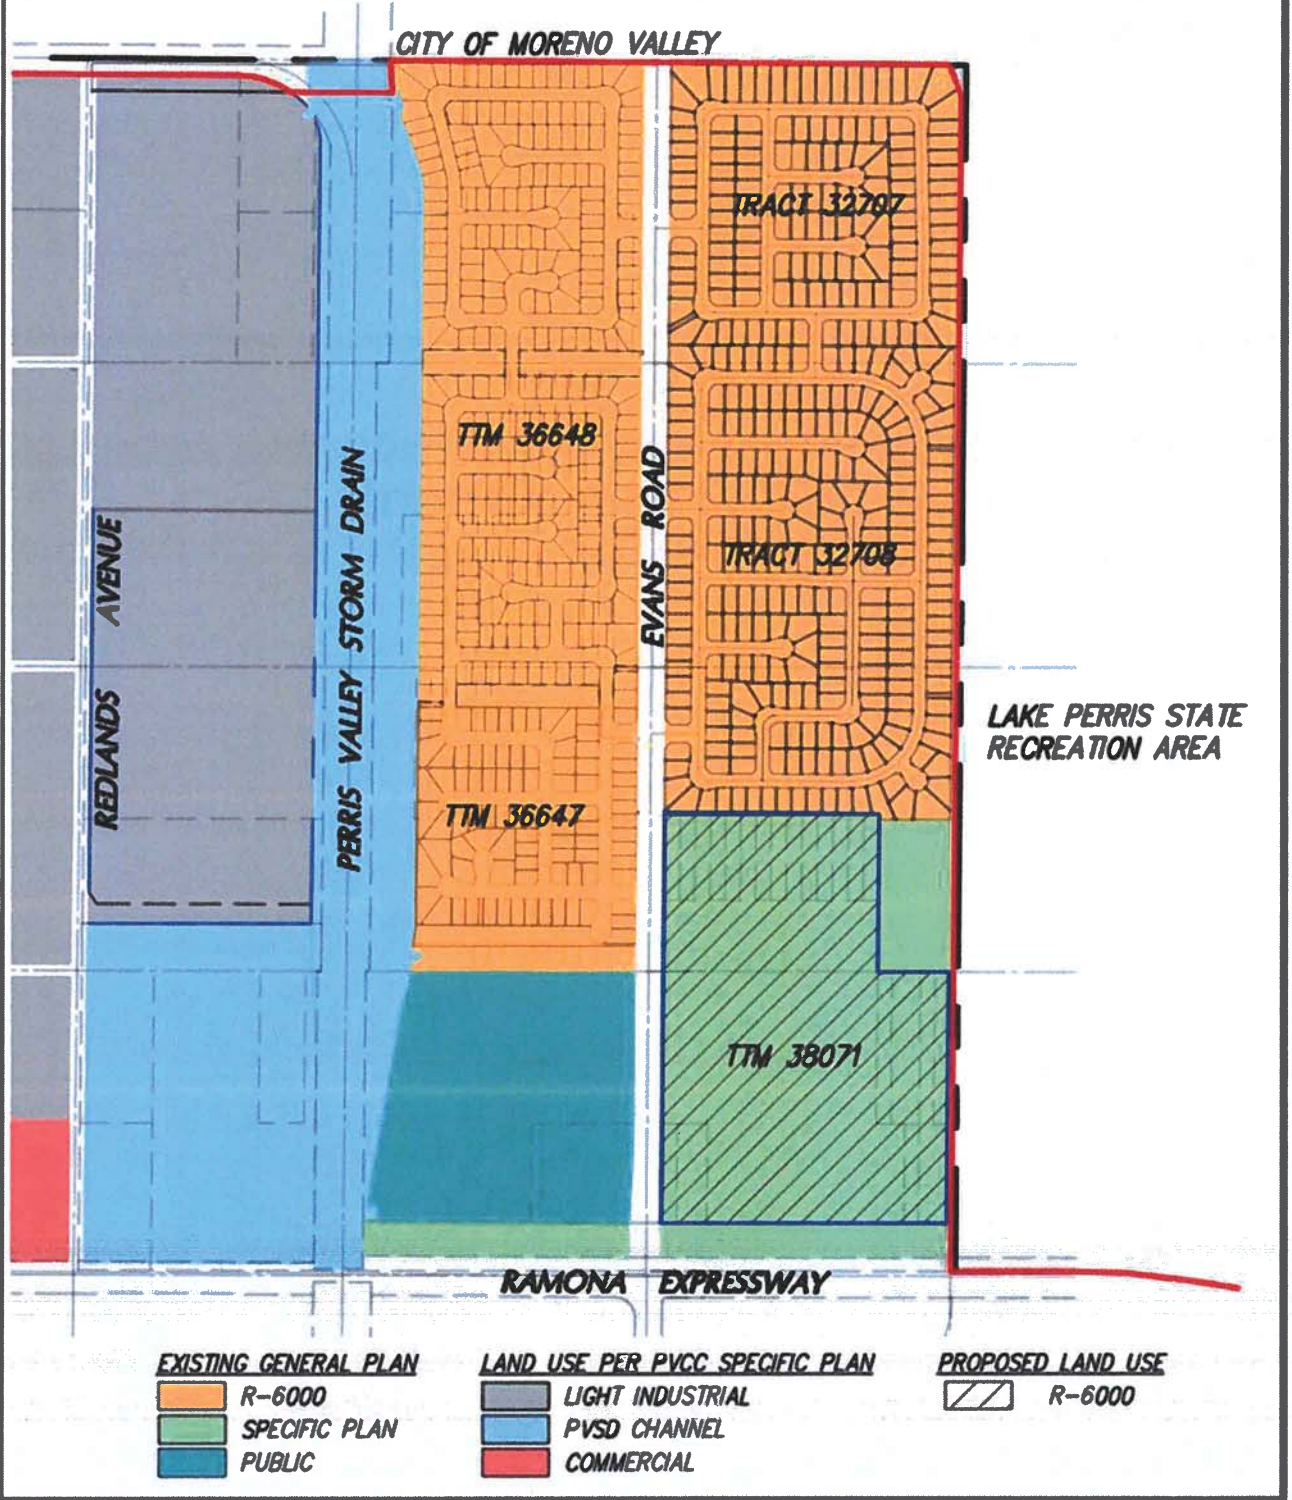 CITY OF MORENO VALLEY
TRACT 32707
TTM 36648
TRACT 32708
EVANS ROAD
PERRIS VALLEY STORM DRAIN
REDLANDS AVENUE
LAKE PERRIS STATE
RECREATION AREA
TTM 36647
TTM 38071
RAMONA EXPRESSWAY
EXISTING GENERAL PLAN
R-6000
SPECIFIC PLAN
PUBLIC
LAND USE PER PVCC SPECIFIC PLAN
LIGHT INDUSTRIAL
PVSD CHANNEL
COMMERCIAL
PROPOSED LAND USE
R-6000